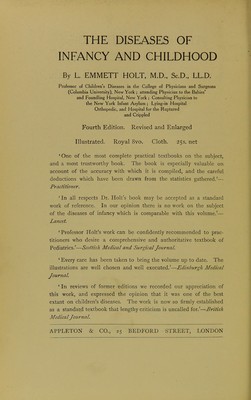 THE DISEASES OF
INFANCY AND CHILDHOOD
By L. EMMETT HOLT, M.D., Sc.D., LL.D.
Professor of Children's Diseases in the College of Physicians and Surgeons
(Columbia University), New York ; attending Physician to the Babies'
and Foundling Hospital, New York ; Consulting Physician to
the New York Infant Asylum ; Lying-in Hospital
Orthopedic, and Hospital for the Ruptured
and Crippled
Fourth Edition. Revised and Enlarged
Illustrated. Royal 8vo. Cloth. 25s. net
'One of the most complete practical textbooks on the subject,
and a most trustworthy book. The book is especially valuable on
account of the accuracy with which it is compiled, and the careful
deductions which have been drawn from the statistics gathered.'—
Practitioner.
'In all respects Dr. Holt's book may be accepted as a standard
work of reference. In our opinion there is no work on the subject
of the diseases of infancy which is comparable with this volume.'—
Lancet.
'Professor Holt's work can be confidently recommended to prac-
titioners who desire a comprehensive and authoritative textbook of
Pediatrics.'—Scottish Medical and Surgical Journal.
'Every care has been taken to bring the volume up to date. The
illustrations are well chosen and well executed.'—Edinburgh Medical
Journal.
'In reviews of former editions we recorded our appreciation of
this work, and expressed the opinion that it was one of the best
extant on children's diseases. The work is now so firmly established
as a standard textbook that lengthy criticism is uncalled for.'—British
Medical Journal.
APPLETON & CO., 25 BEDFORD STREET, LONDON